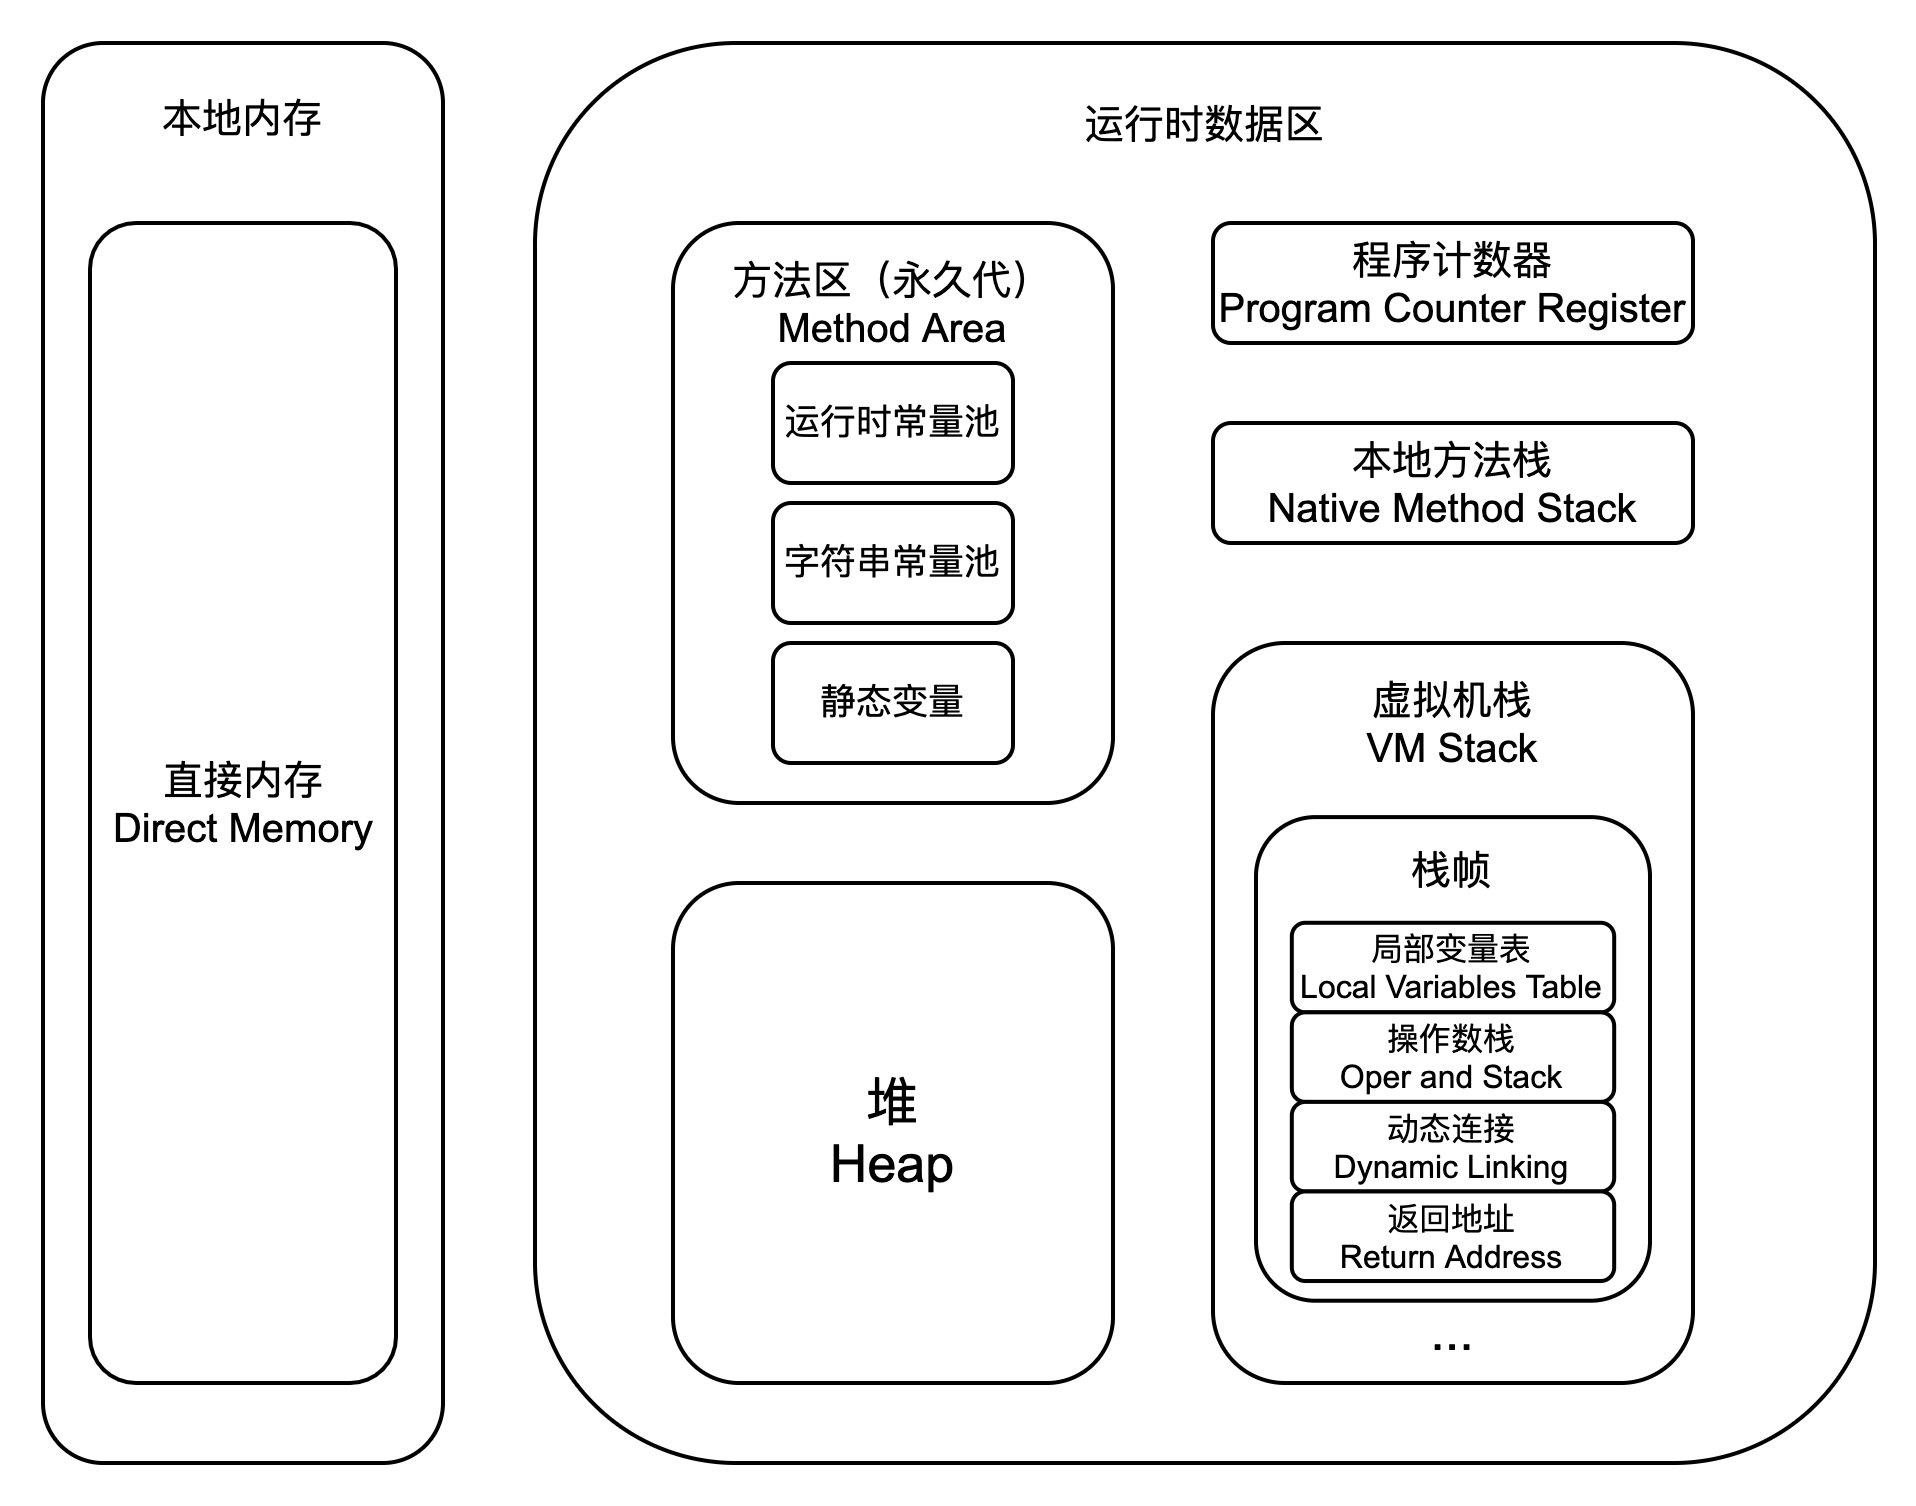 本地内存
直接内存
Direct Memory
运行时数据区
方法区（永久代）
Method Area
运行时常量池
字符串常量池
静态变量
堆
Heap
程序计数器
Program Counter Register
本地方法栈
Native Method Stack
虚拟机栈
VM Stack
栈帧
局部变量表
Local Variables Table
操作数栈
Oper and Stack
动态连接
Dynamic Linking
返回地址
Return Address
...